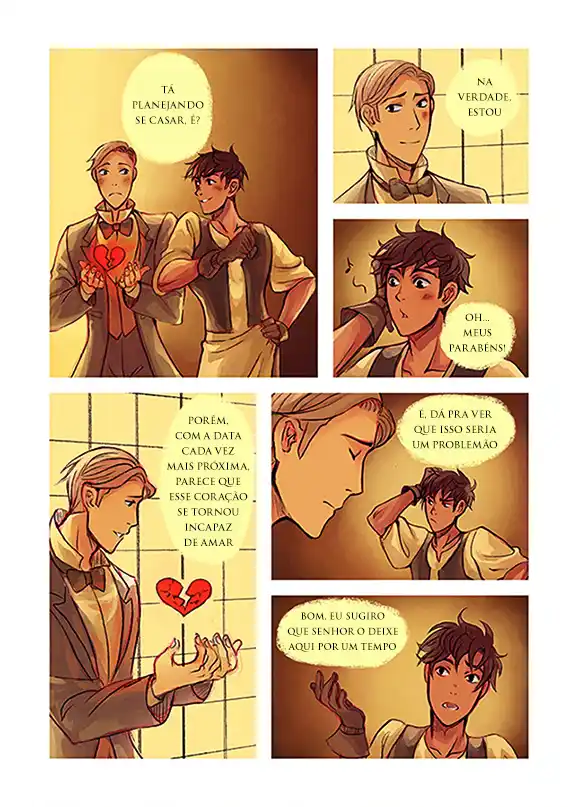 TÁ
PLANEJANDO
SE CASAR, É?
NA
VERDADE,
ESTOU
OH...
MEUS
PARABÉNS!
PORÉM,
COM A DATA
CADA VEZ
MAIS PRÓXIMA,
PARECE QUE
ESSE CORAÇÃO
SE TORNOU
INCAPAZ
DE AMAR
É, DÁ PRA VER
QUE ISSO SERIA
UM PROBLEMÃO
BOM, EU SUGIRO
QUE SENHOR O DEIXE
AQUI POR UM TEMPO